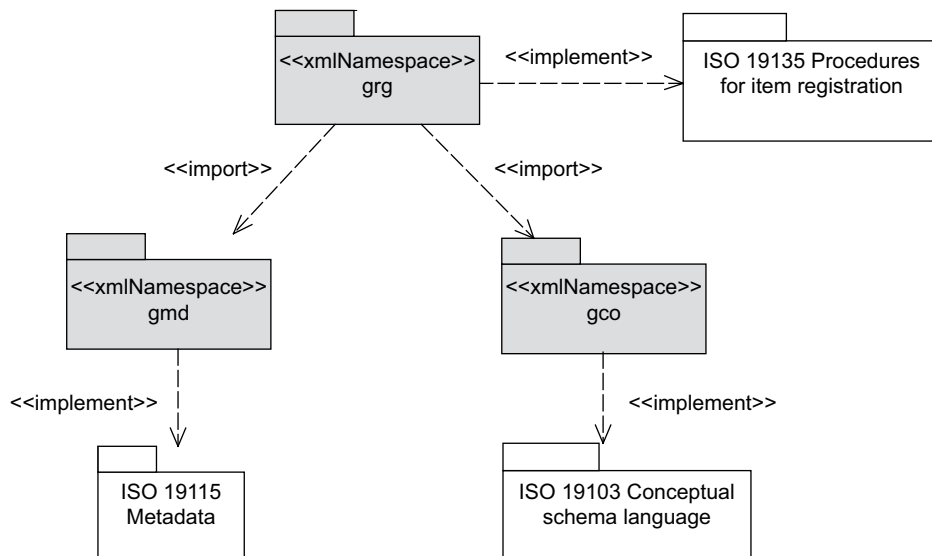 <<xmlNamespace>>
grg
<<implement>>
ISO 19135 Procedures
for item registration
<<import>>
<<import>>
<<xmlNamespace>>
gmd
<<xmlNamespace>>
gco
<<implement>>
<<implement>>
ISO 19115
Metadata
ISO 19103 Conceptual
schema language